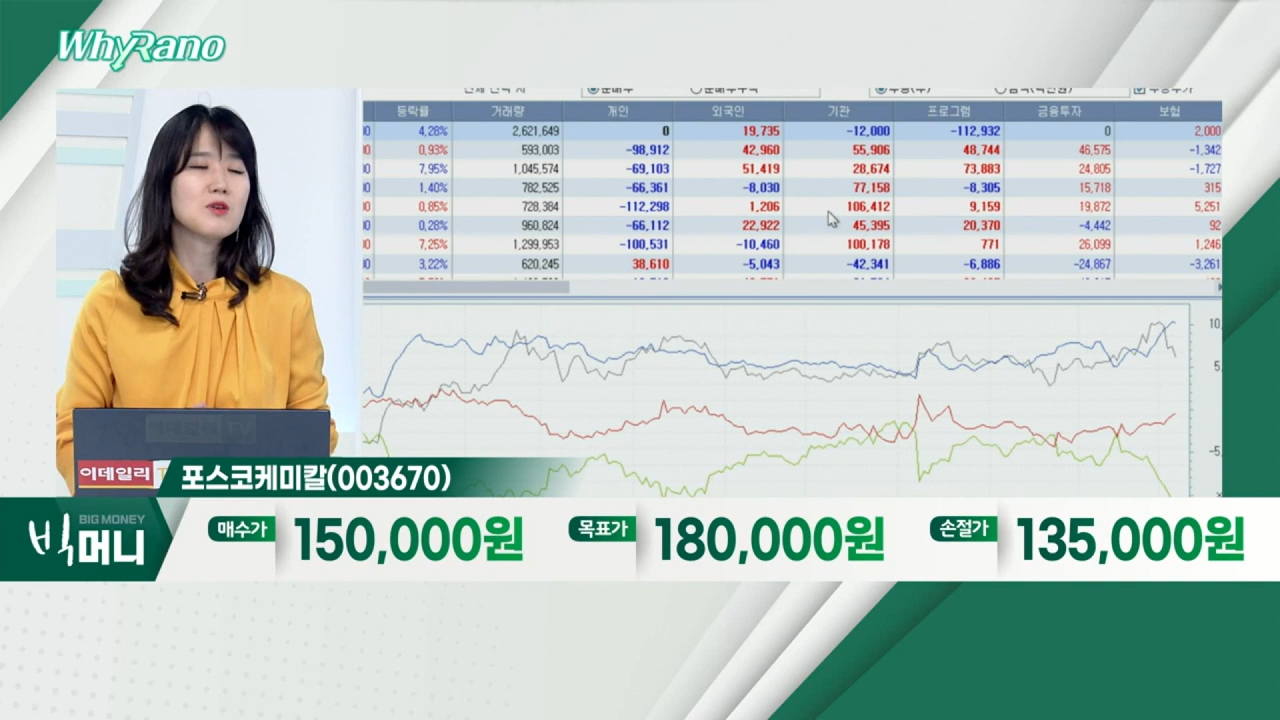 WhyRano
등락률 거래량 개인 외국인 기관 프로그램 금융투자 보험
4,28% 2,621,649 0 19,735 -12,000 -112,932 0 2,000
0,93% 593,003 -98,912 42,960 55,906 48,744 46,575 -1,342
7,95% 1,045,574 -69,103 51,419 28,674 73,883 24,805 -1,727
1,40% 782,525 -66,361 -8,030 77,158 -8,305 15,718 315
0,85% 728,384 -112,298 1,206 106,412 9,159 19,872 5,251
0,28% 960,824 -66,112 22,922 45,395 20,370 -4,442 92
7,25% 1,299,953 -100,531 -10,460 100,178 771 26,099 1,246
3,22% 620,245 38,610 -5,043 -42,341 -6,886 -24,867 -3,261
10,
5,
-5,
이데일리 T
포스코케미칼(003670)
BIG MONEY
빅머니
매수가 150,000원 목표가 180,000원 손절가 135,000원